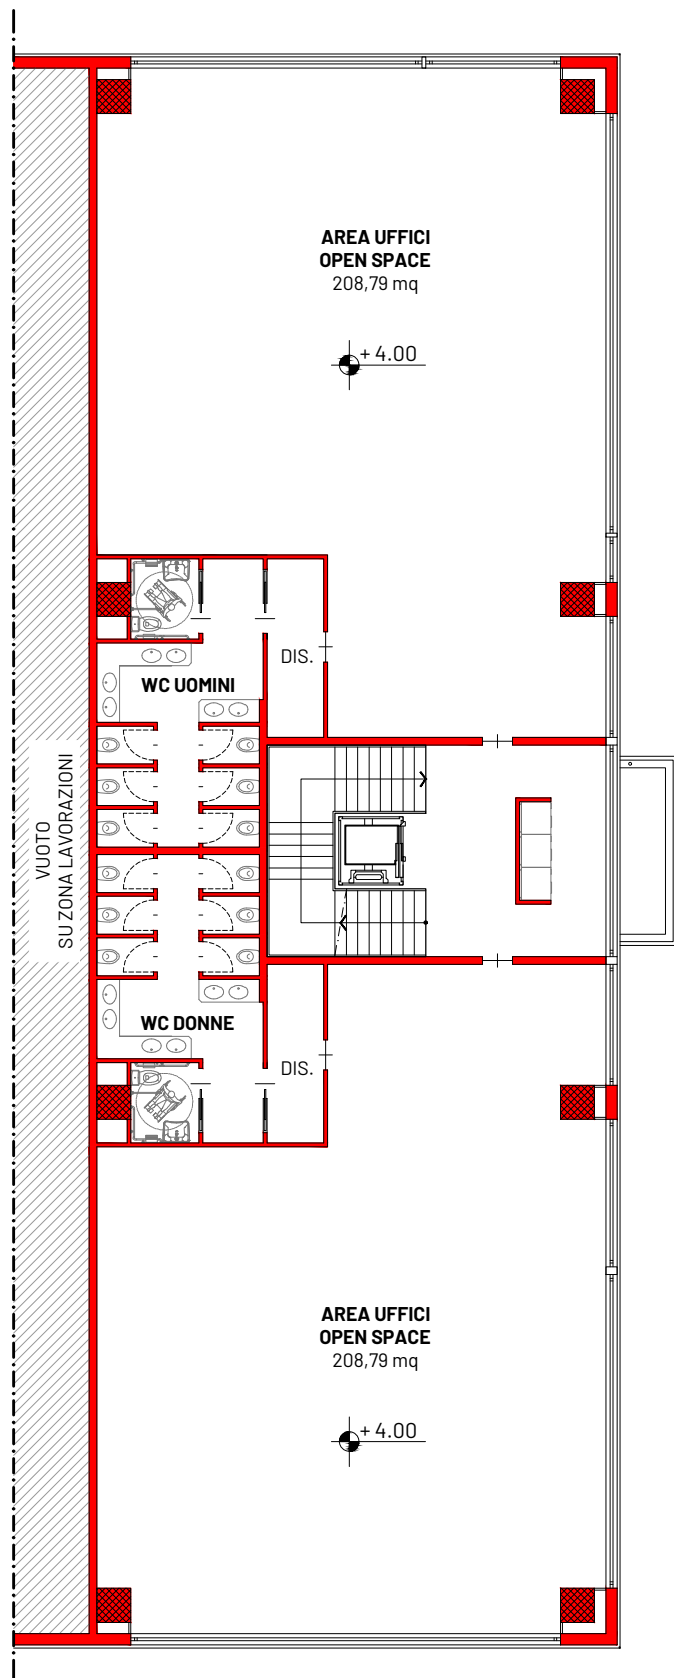 AREA UFFICI
OPEN SPACE
208,79 mq
+ 4.00
DIS.
WC UOMINI
VUOTO
SU ZONA LAVORAZIONI
WC DONNE
DIS.
AREA UFFICI
OPEN SPACE
208,79 mq
+ 4.00